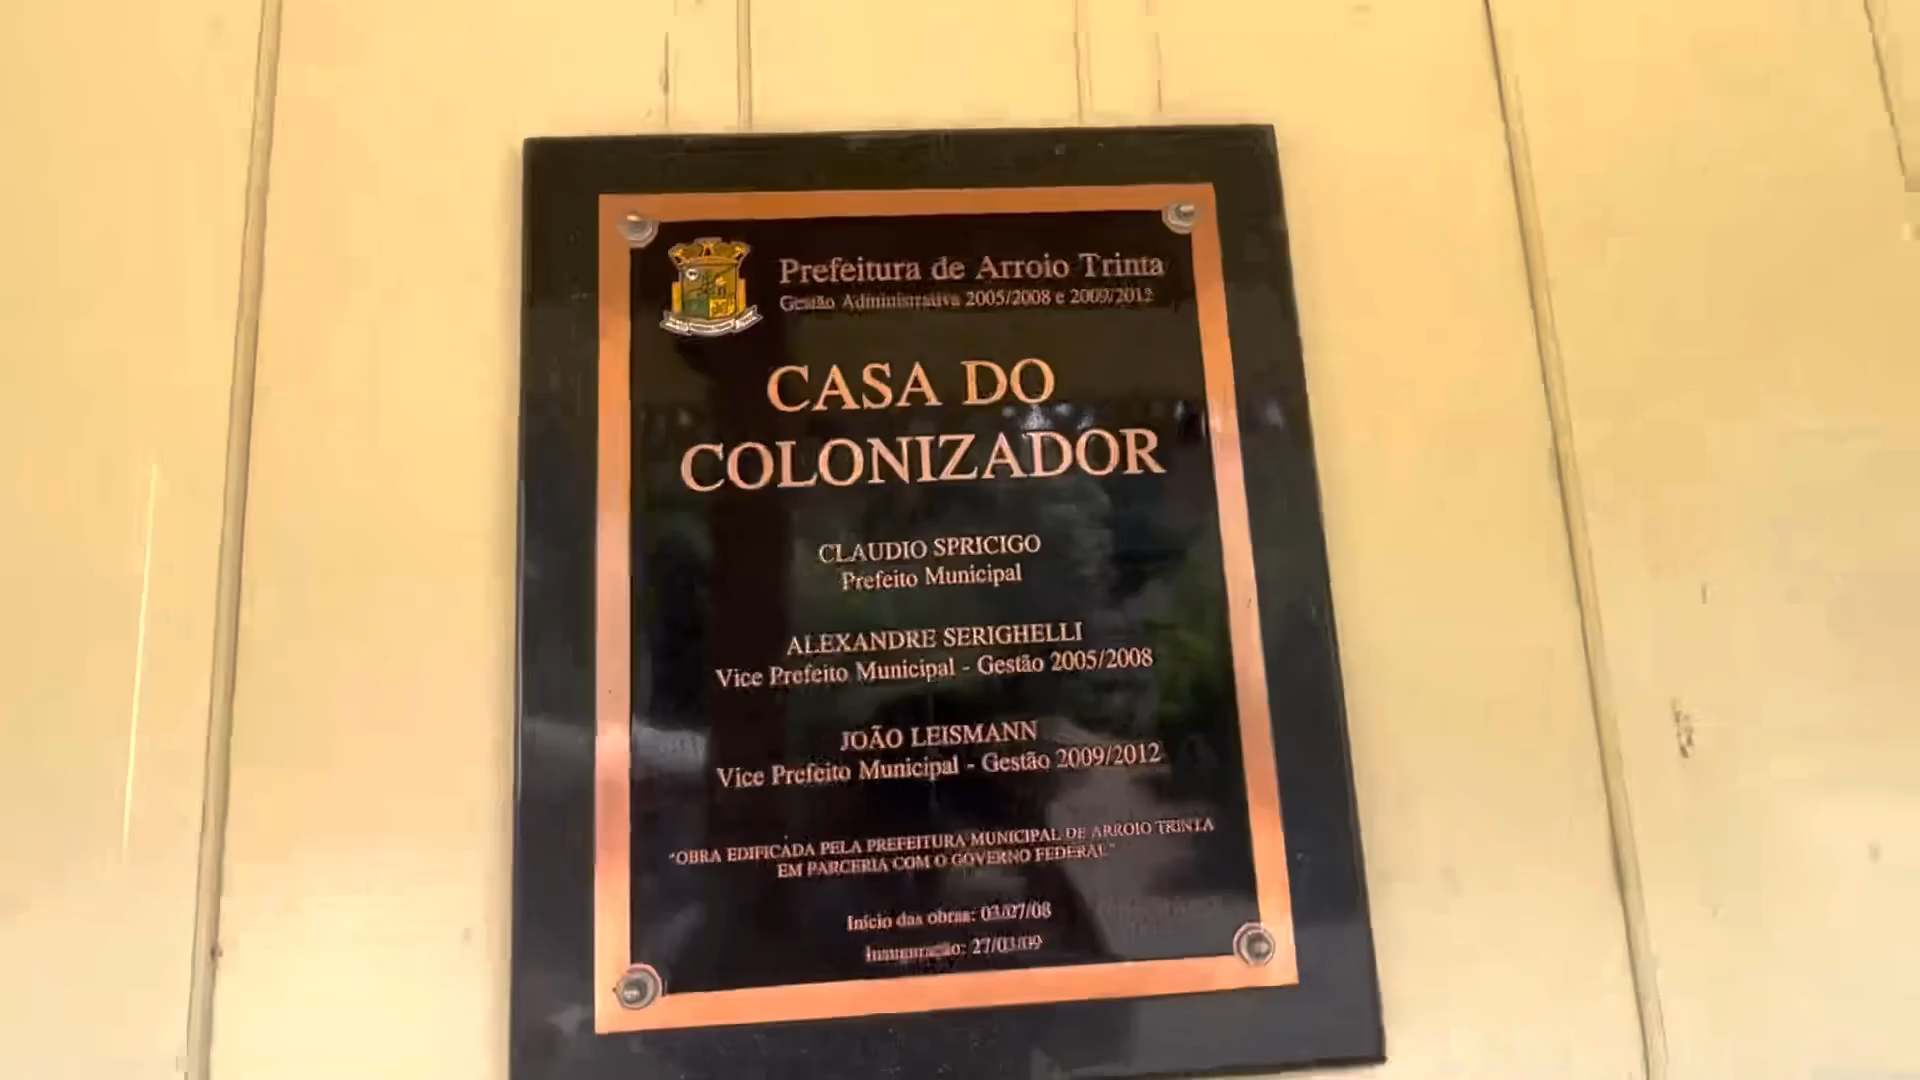 Prefeitura de Arroio Trinta
Gestão Administrativa 2005/2008 e 2009/2012
CASA DO
COLONIZADOR
CLAUDIO SPRICIGO
Prefeito Municipal
ALEXANDRE SERIGHELLI
Vice Prefeito Municipal - Gestão 2005/2008
JOÃO LEISMANN
Vice Prefeito Municipal - Gestão 2009/2012
"OBRA EDIFICADA PELA PREFEITURA MUNICIPAL DE ARROIO TRINTA
EM PARCERIA COM O GOVERNO FEDERAL"
Início das obras: 03/07/08
Inauguração: 27/03/09